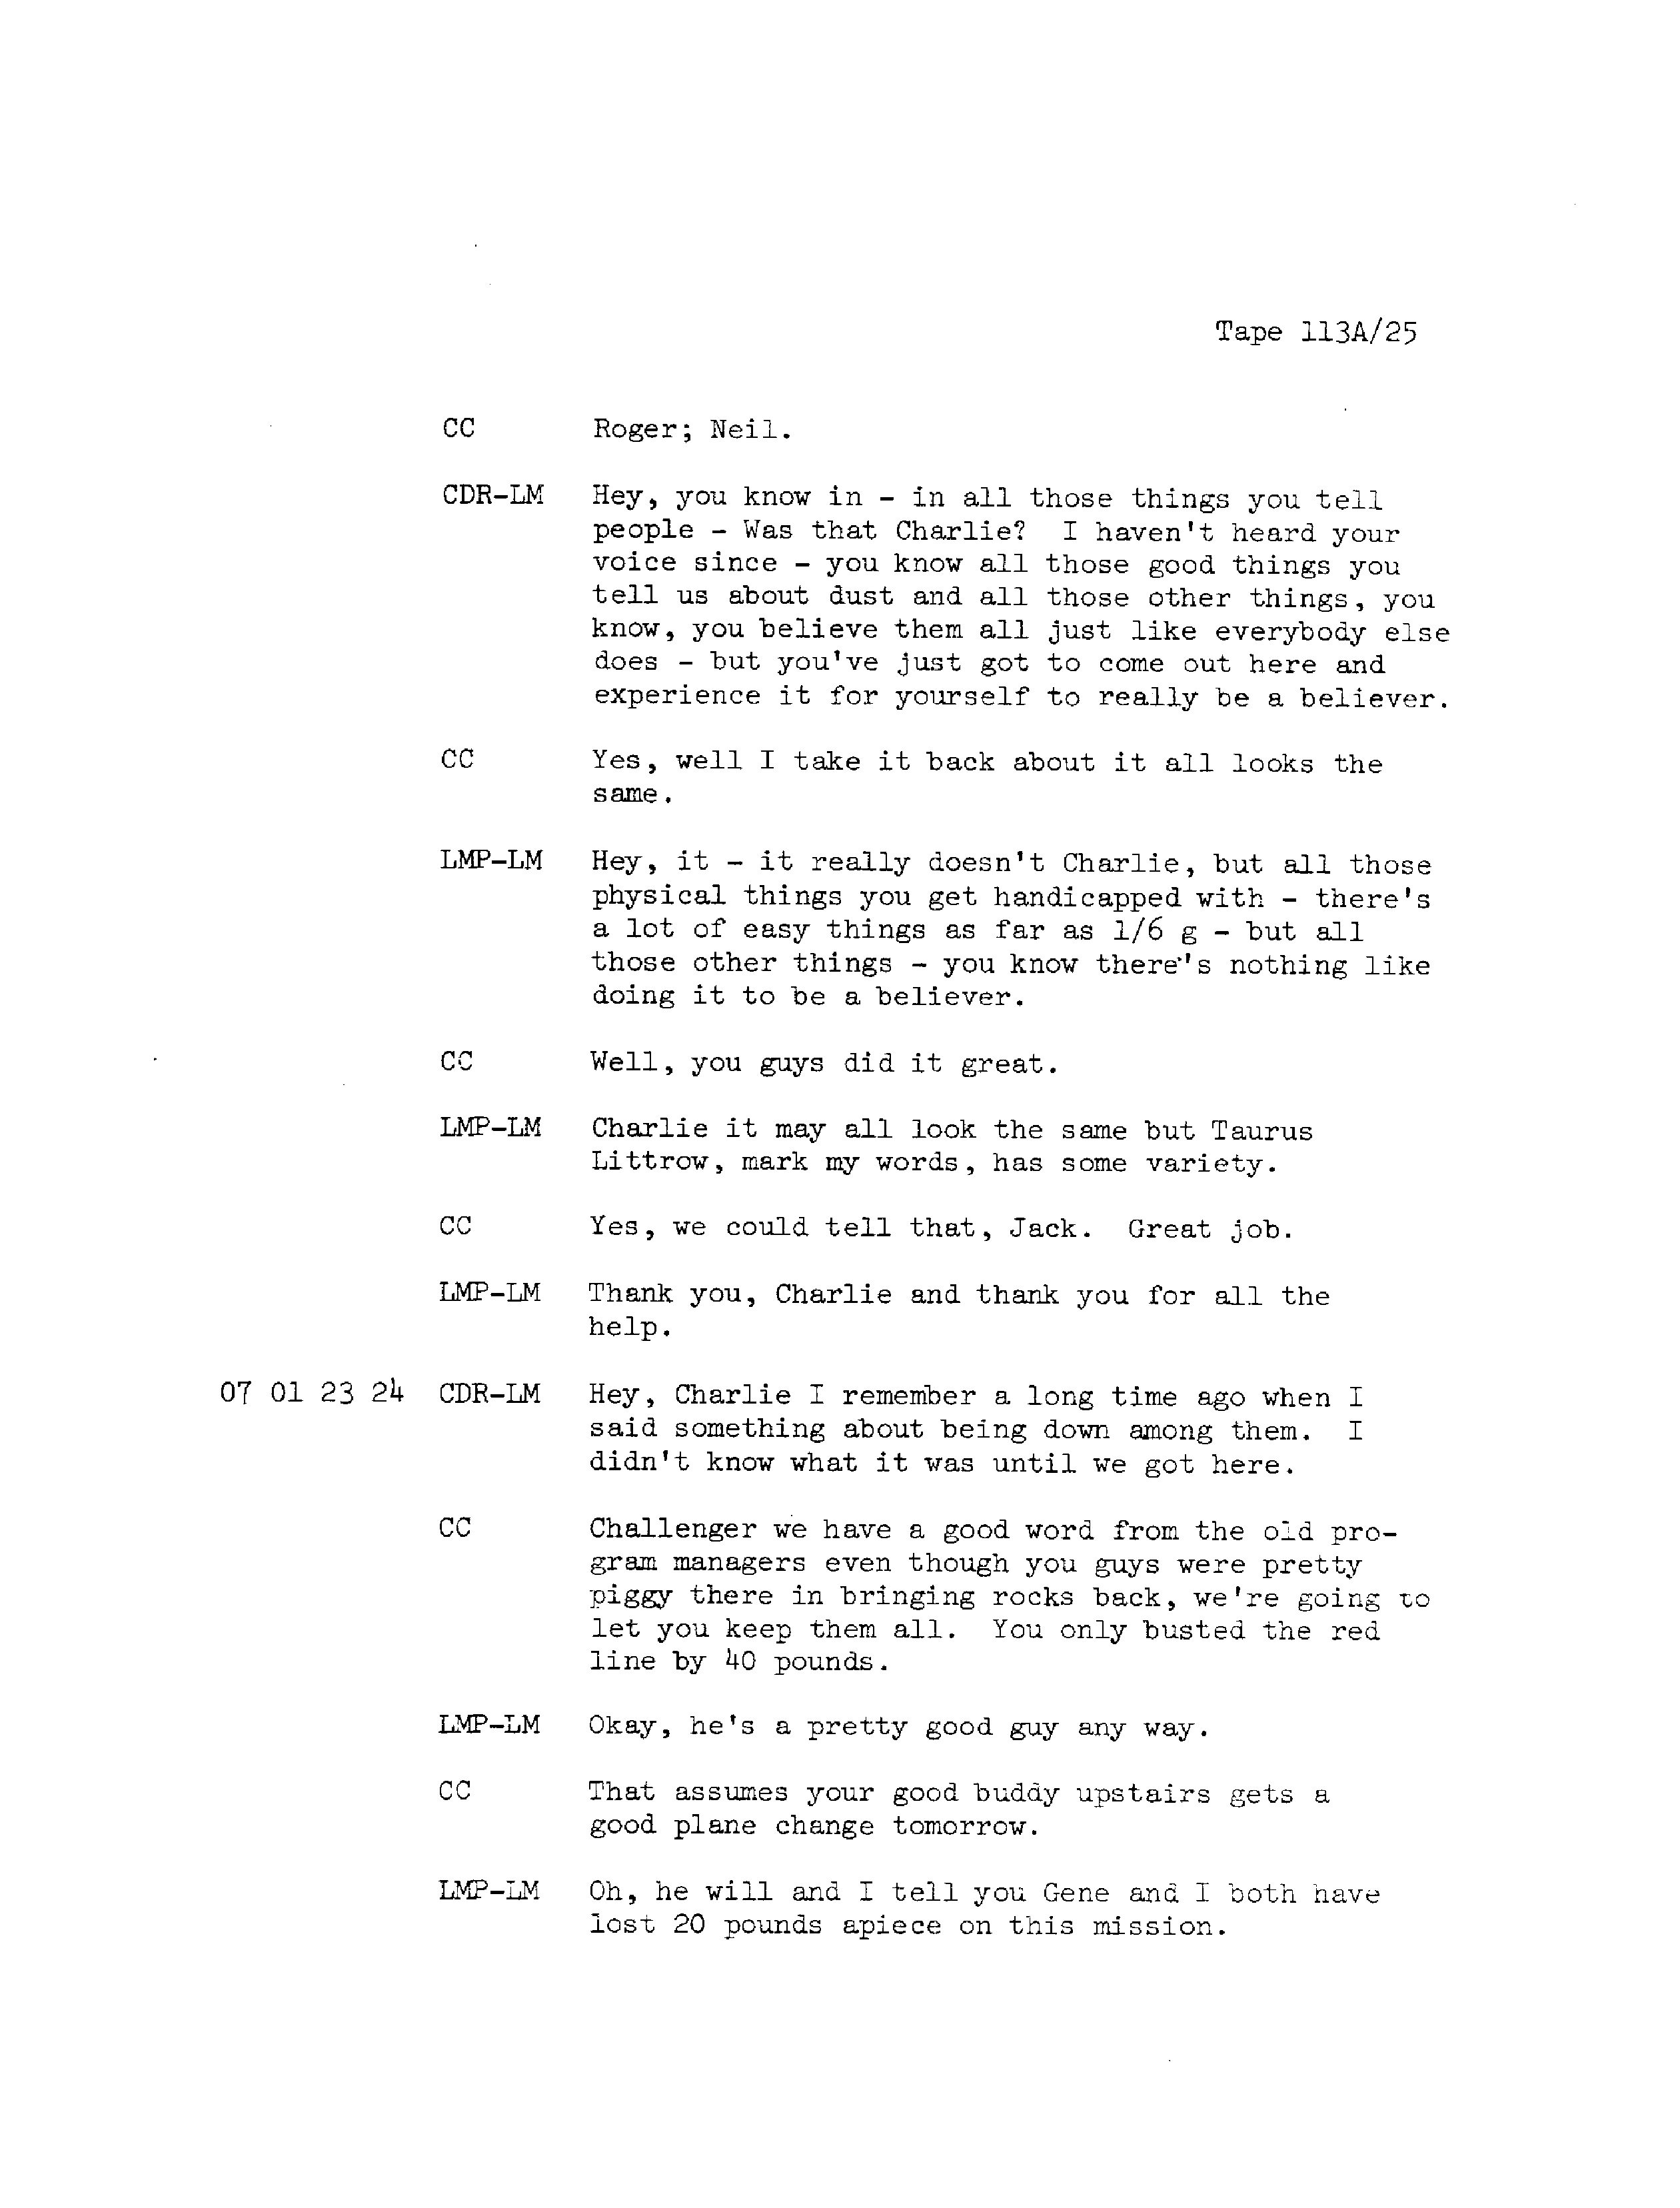 Tape 113A/25
CC Roger; Neil.
CDR-LM Hey, you know in - in all those things you tell
people - Was that Charlie? I haven't heard your
voice since - you know all those good things you
tell us about dust and all those other things, you
know, you believe them all just like everybody else
does - but you've just got to come out here and
experience it for yourself to really be a believer.
CC Yes, well I take it back about it all looks the
same.
LMP-LM Hey, it - it really doesn't Charlie, but all those
physical things you get handicapped with - there's
a lot of easy things as far as 1/6 g - but all
those other things - you know there's nothing like
doing it to be a believer.
CC Well, you guys did it great.
LMP-LM Charlie it may all look the same but Taurus
Littrow, mark my words, has some variety.
CC Yes, we could tell that, Jack. Great job.
LMP-LM Thank you, Charlie and thank you for all the
help.
07 01 23 24 CDR-LM Hey, Charlie I remember a long time ago when I
said something about being down among them. I
didn't know what it was until we got here.
CC Challenger we have a good word from the old pro-
gram managers even though you guys were pretty
piggy there in bringing rocks back, we're going to
let you keep them all. You only busted the red
line by 40 pounds.
LMP-LM Okay, he's a pretty good guy any way.
CC That assumes your good buddy upstairs gets a
good plane change tomorrow.
LMP-LM Oh, he will and I tell you Gene and I both have
lost 20 pounds apiece on this mission.